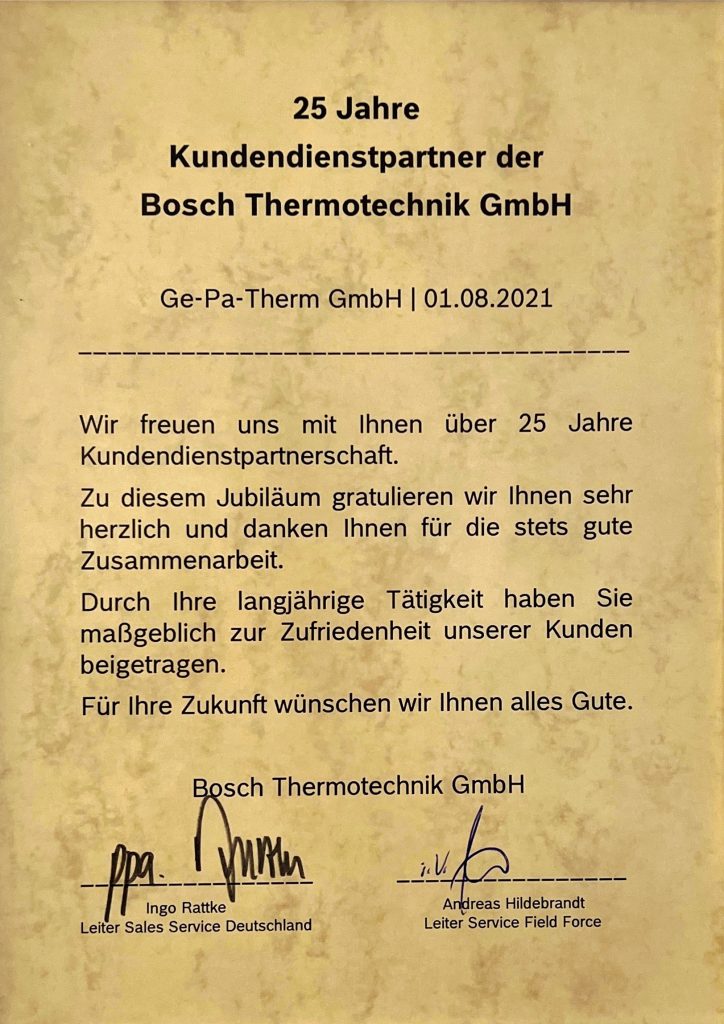 25 Jahre
Kundendienstpartner der
Bosch Thermotechnik GmbH
Ge-Pa-Therm GmbH | 01.08.2021
Wir freuen uns mit Ihnen über 25 Jahre
Kundendienstpartnerschaft.
Zu diesem Jubiläum gratulieren wir Ihnen sehr
herzlich und danken Ihnen für die stets gute
Zusammenarbeit.
Durch Ihre langjährige Tätigkeit haben Sie
maßgeblich zur Zufriedenheit unserer Kunden
beigetragen.
Für Ihre Zukunft wünschen wir Ihnen alles Gute.
Bosch Thermotechnik GmbH
ppa.
i.V.
Ingo Rattke
Leiter Sales Service Deutschland
Andreas Hildebrandt
Leiter Service Field Force